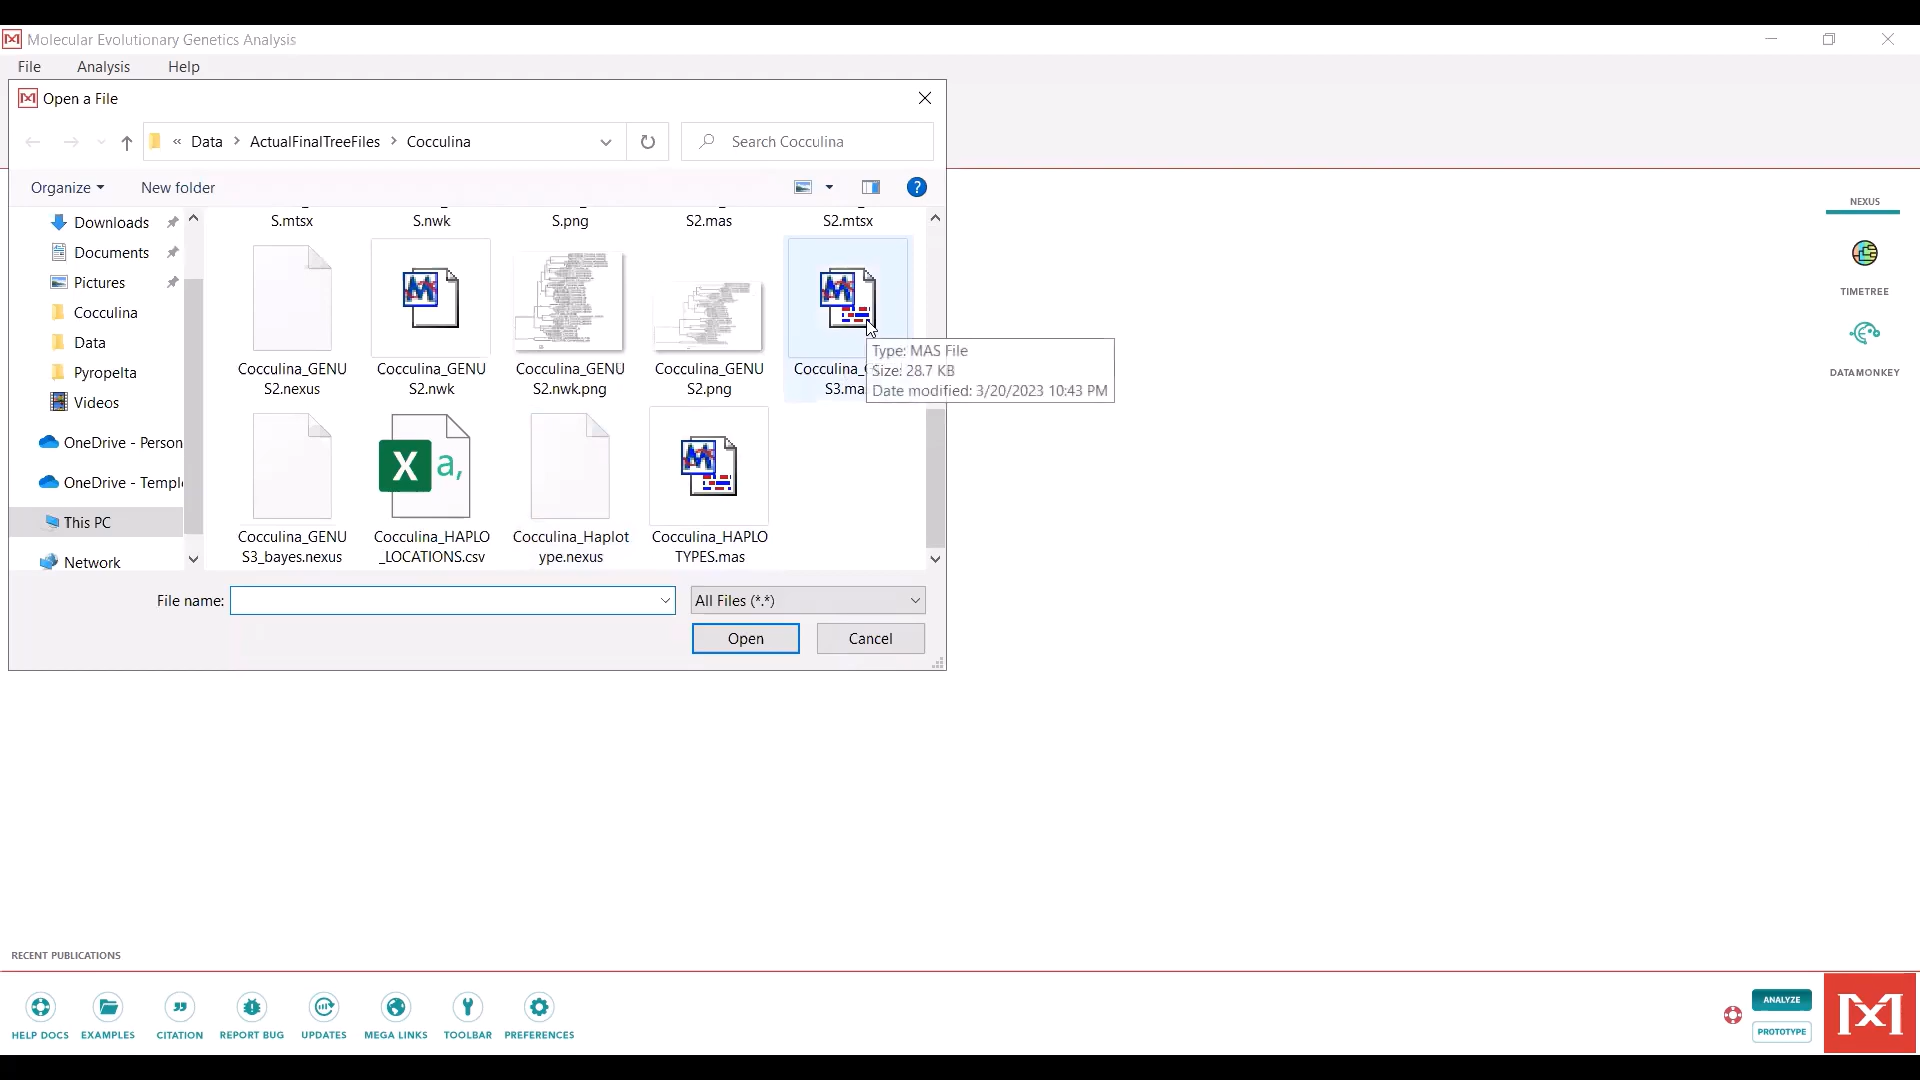 Molecular Evolutionary Genetics Analysis
File Analysis Help
Open a File
« Data > ActualFinalTreeFiles > Cocculina
Search Cocculina
Organize New folder
Downloads
Documents
Pictures
Cocculina
Data
Pyropelta
Videos
OneDrive - Person
OneDrive - Templ
This PC
Network
S.mtsx
S.nwk
S.png
S2.mas
S2.mtsx
Cocculina_GENU
S2.nexus
Cocculina_GENU
S2.nwk
Cocculina_GENU
S2.nwk.png
Cocculina_GENU
S2.png
Cocculina_
S3.ma
Type: MAS File
Size: 28.7 KB
Date modified: 3/20/2023 10:43 PM
Cocculina_GENU
S3_bayes.nexus
Cocculina_HAPLO
_LOCATIONS.csv
Cocculina_Haplot
ype.nexus
Cocculina_HAPLO
TYPES.mas
File name:
All Files (*.*)
Open
Cancel
NEXUS
TIMETREE
DATAMONKEY
RECENT PUBLICATIONS
HELP DOCS
EXAMPLES
CITATION
REPORT BUG
UPDATES
MEGA LINKS
TOOLBAR
PREFERENCES
ANALYZE
PROTOTYPE